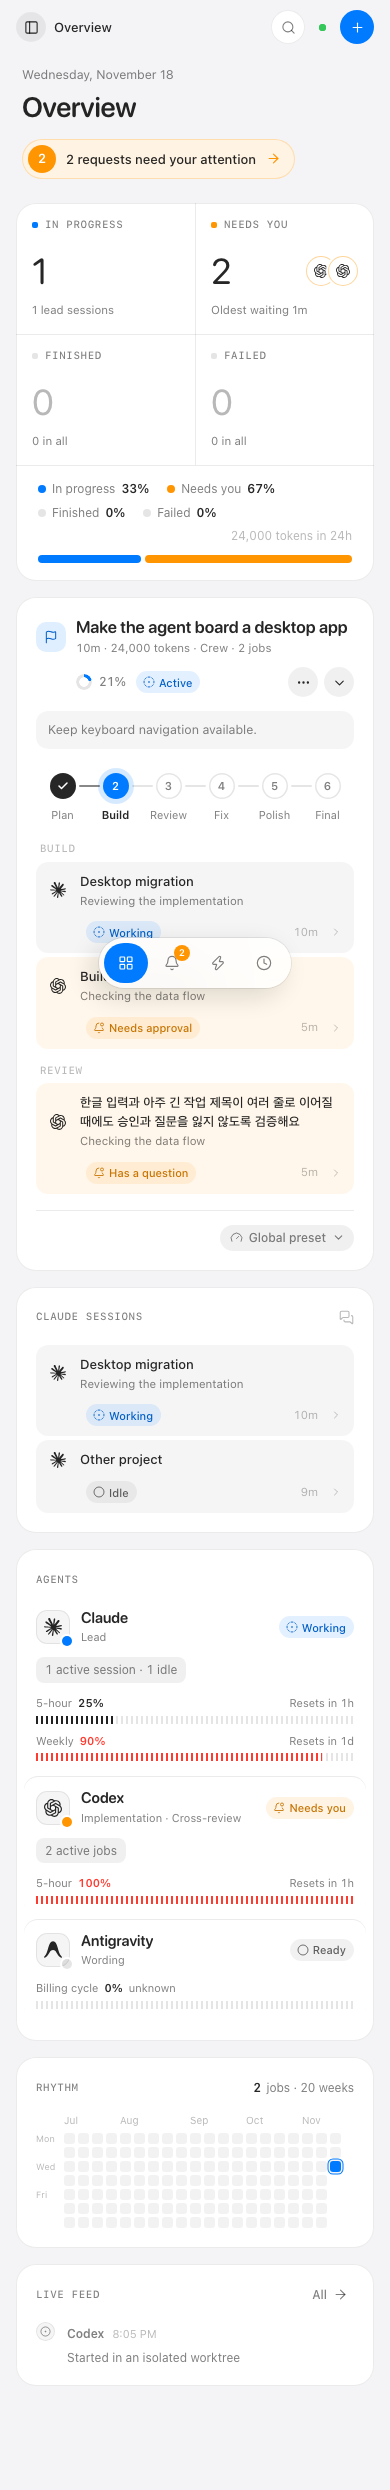 Overview
Wednesday, November 18
Overview
2 2 requests need your attention
IN PROGRESS
1
1 lead sessions
NEEDS YOU
2
Oldest waiting 1m
FINISHED
0
0 in all
FAILED
0
0 in all
In progress 33% Needs you 67%
Finished 0% Failed 0%
24,000 tokens in 24h
Make the agent board a desktop app
10m · 24,000 tokens · Crew · 2 jobs
21% Active
Keep keyboard navigation available.
2 3 4 5 6
Plan Build Review Fix Polish Final
BUILD
Desktop migration
Reviewing the implementation
Working 10m
2
Checking the data flow
Needs approval 5m
REVIEW
한글 입력과 아주 긴 작업 제목이 여러 줄로 이어질
때에도 승인과 질문을 잃지 않도록 검증해요
Checking the data flow
Has a question 5m
Global preset
CLAUDE SESSIONS
Desktop migration
Reviewing the implementation
Working 10m
Other project
Idle 9m
AGENTS
Claude
Lead
Working
1 active session · 1 idle
5-hour 25% Resets in 1h
Weekly 90% Resets in 1d
Codex
Implementation · Cross-review
Needs you
2 active jobs
5-hour 100% Resets in 1h
Antigravity
Wording
Ready
Billing cycle 0% unknown
RHYTHM 2 jobs · 20 weeks
Jul Aug Sep Oct Nov
Mon
Wed
Fri
LIVE FEED All
Codex 8:05 PM
Started in an isolated worktree